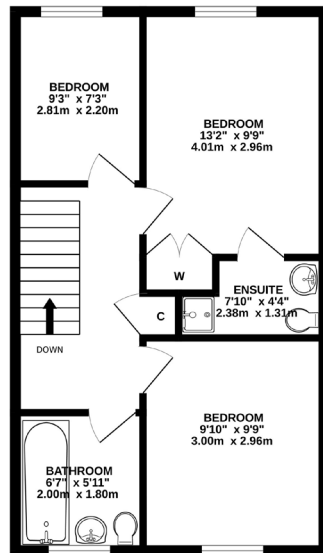 BEDROOM
9'3" x 7'3"
2.81m x 2.20m
BEDROOM
13'2" x 9'9"
4.01m x 2.96m
W
ENSUITE
7'10" x 4'4"
2.38m x 1.31m
C
DOWN
BEDROOM
9'10" x 9'9"
3.00m x 2.96m
BATHROOM
6'7" x 5'11"
2.00m x 1.80m